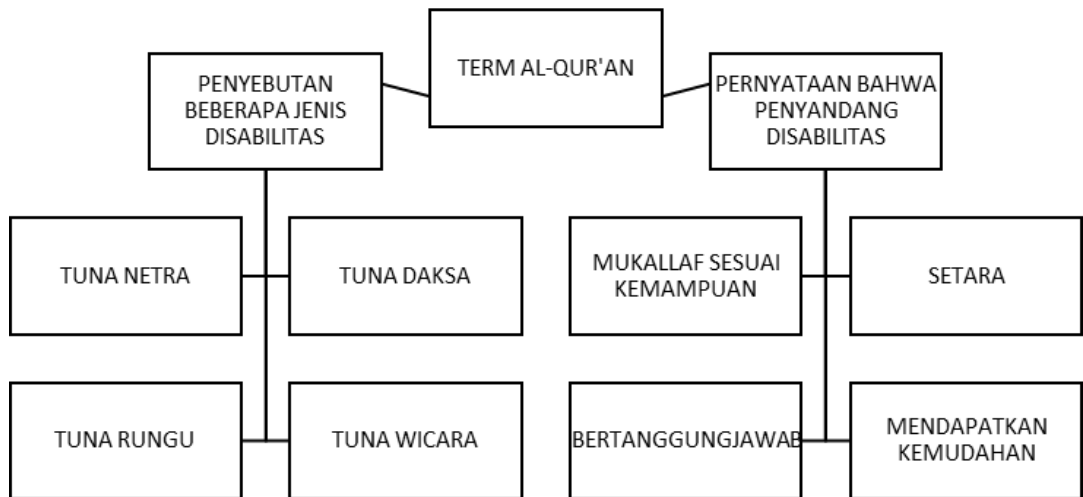 TERM AL-QUR'AN
PENYEBUTAN
BEBERAPA JENIS
DISABILITAS
PERNYATAAN BAHWA
PENYANDANG
DISABILITAS
TUNA NETRA
TUNA DAKSA
MUKALLAF SESUAI
KEMAMPUAN
SETARA
TUNA RUNGU
TUNA WICARA
BERTANGGUNGJAWAB
MENDAPATKAN
KEMUDAHAN